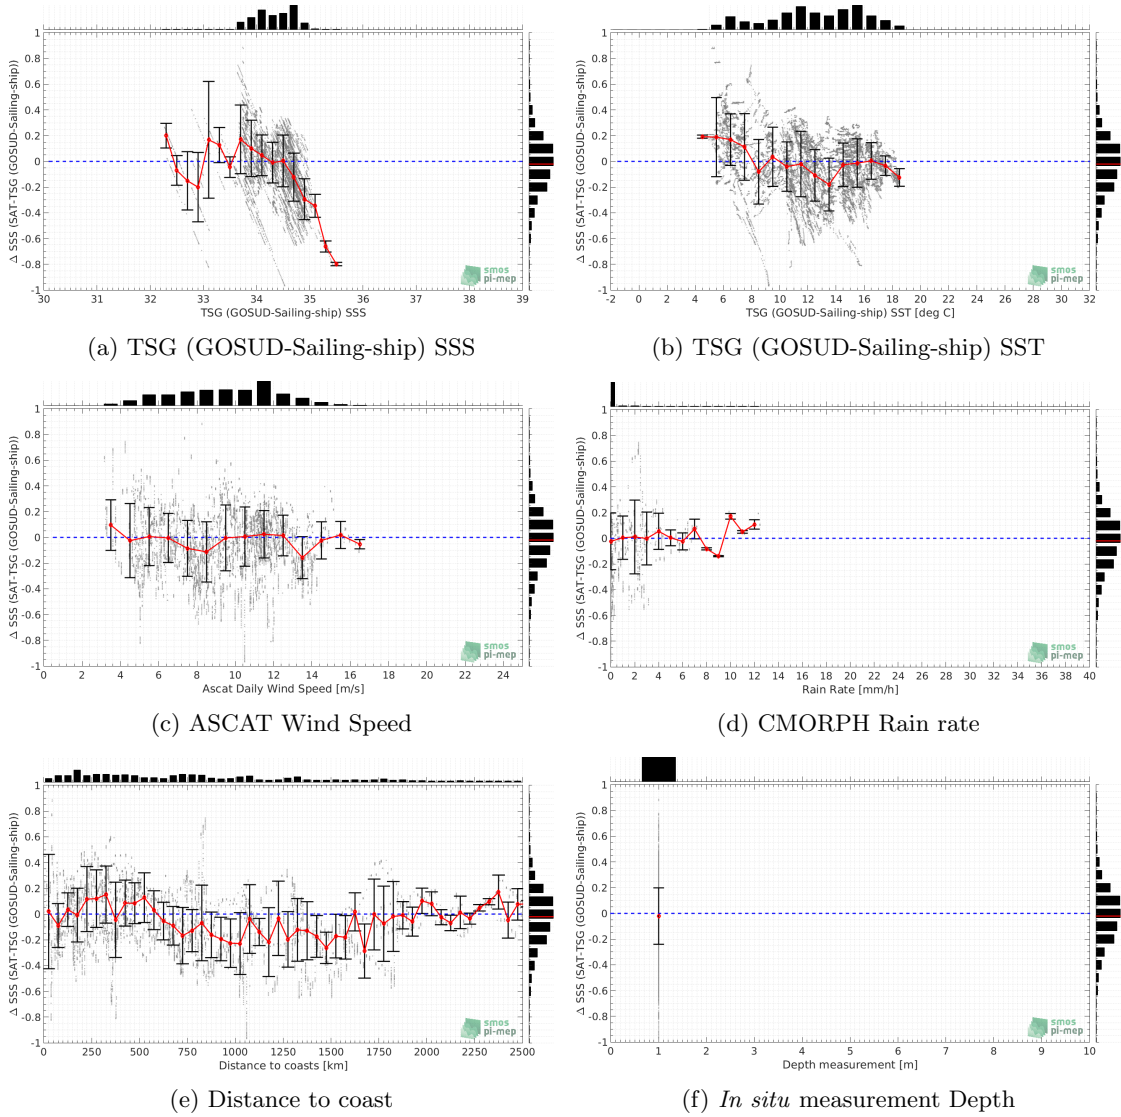 1
0.8
0.6
0.4
0.2
0
-0.2
-0.4
-0.6
-0.8
-1
Δ SSS (SAT-TSG (GOSUD-Sailing-ship))
30 31 32 33 34 35 36 37 38 39
TSG (GOSUD-Sailing-ship) SSS
smos
pi-mep
(a) TSG (GOSUD-Sailing-ship) SSS
1
0.8
0.6
0.4
0.2
0
-0.2
-0.4
-0.6
-0.8
-1
Δ SSS (SAT-TSG (GOSUD-Sailing-ship))
-2 0 2 4 6 8 10 12 14 16 18 20 22 24 26 28 30 32
TSG (GOSUD-Sailing-ship) SST [deg C]
smos
pi-mep
(b) TSG (GOSUD-Sailing-ship) SST
1
0.8
0.6
0.4
0.2
0
-0.2
-0.4
-0.6
-0.8
-1
Δ SSS (SAT-TSG (GOSUD-Sailing-ship))
0 2 4 6 8 10 12 14 16 18 20 22 24
Ascat Daily Wind Speed [m/s]
smos
pi-mep
(c) ASCAT Wind Speed
1
0.8
0.6
0.4
0.2
0
-0.2
-0.4
-0.6
-0.8
-1
Δ SSS (SAT-TSG (GOSUD-Sailing-ship))
0 2 4 6 8 10 12 14 16 18 20 22 24 26 28 30 32 34 36 38 40
Rain Rate [mm/h]
smos
pi-mep
(d) CMORPH Rain rate
1
0.8
0.6
0.4
0.2
0
-0.2
-0.4
-0.6
-0.8
-1
Δ SSS (SAT-TSG (GOSUD-Sailing-ship))
0 250 500 750 1000 1250 1500 1750 2000 2250 2500
Distance to coasts [km]
smos
pi-mep
(e) Distance to coast
1
0.8
0.6
0.4
0.2
0
-0.2
-0.4
-0.6
-0.8
-1
Δ SSS (SAT-TSG (GOSUD-Sailing-ship))
0 1 2 3 4 5 6 7 8 9 10
Depth measurement [m]
smos
pi-mep
(f) In situ measurement Depth